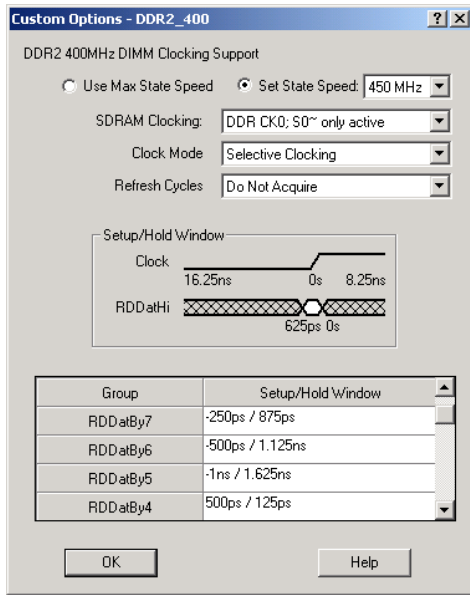 Custom Options - DDR2_400
DDR2 400MHz DIMM Clocking Support
Use Max State Speed Set State Speed: 450 MHz
SDRAM Clocking: DDR CK0; S0~ only active
Clock Mode Selective Clocking
Refresh Cycles Do Not Acquire
Setup/Hold Window
Clock
16.25ns 0s 8.25ns
RDDatHi
625ps 0s
Group Setup/Hold Window
RDDatBy7 -250ps / 875ps
RDDatBy6 -500ps / 1.125ns
RDDatBy5 -1ns / 1.625ns
RDDatBy4 500ps / 125ps
OK Help